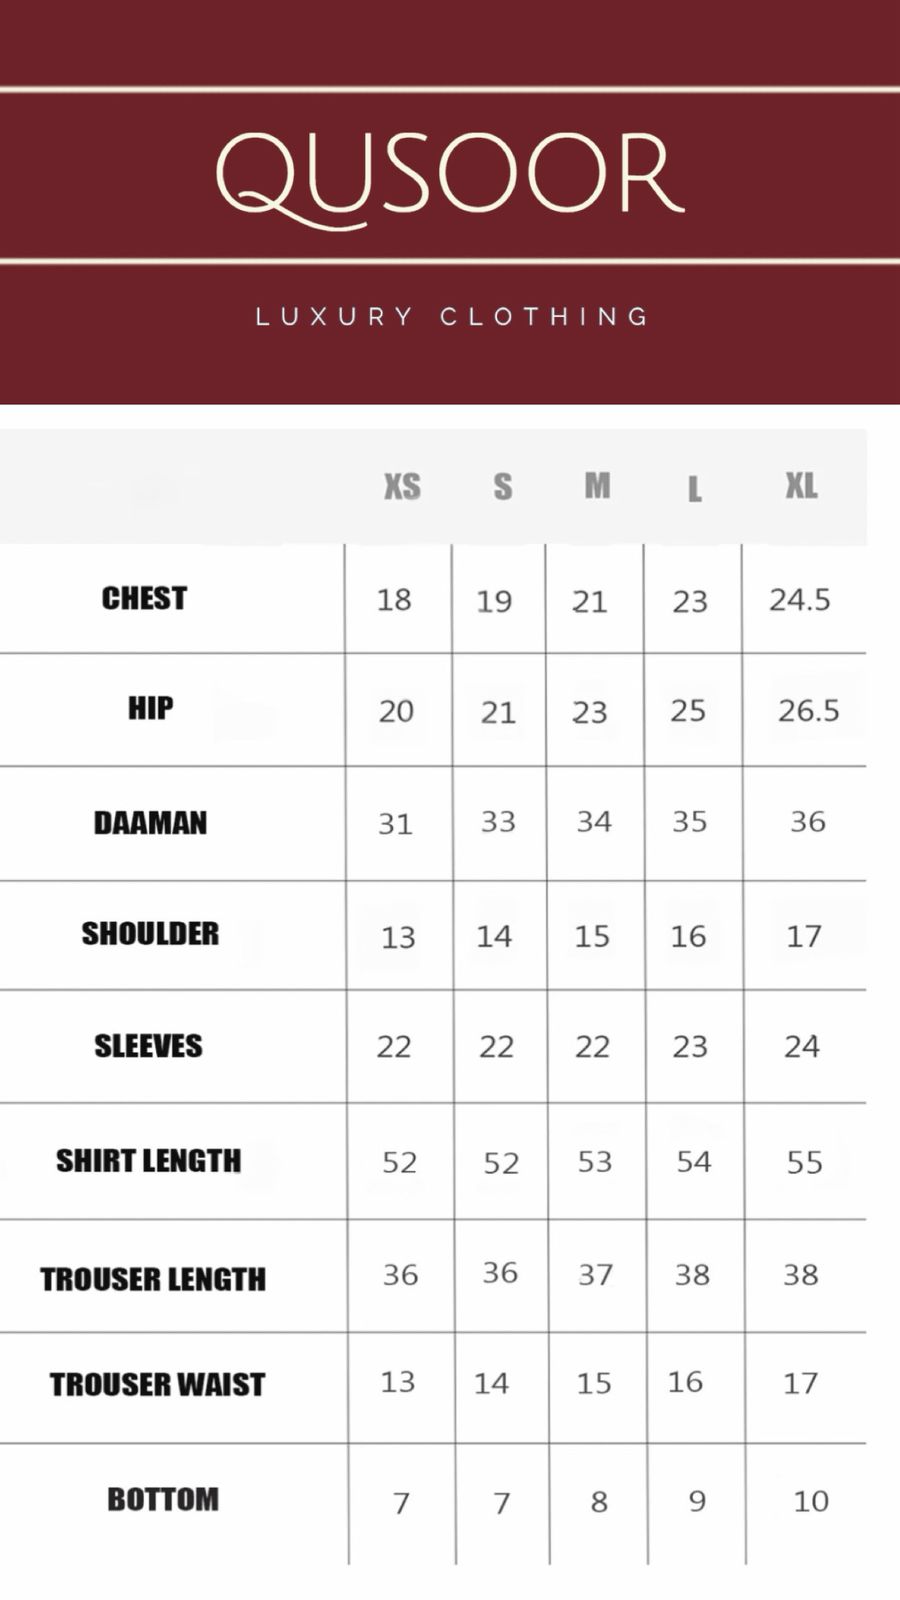 QUSOOR
LUXURY CLOTHING
XS S M L XL
CHEST 18 19 21 23 24.5
HIP 20 21 23 25 26.5
DAAMAN 31 33 34 35 36
SHOULDER 13 14 15 16 17
SLEEVES 22 22 22 23 24
SHIRT LENGTH 52 52 53 54 55
TROUSER LENGTH 36 36 37 38 38
TROUSER WAIST 13 14 15 16 17
BOTTOM 7 7 8 9 10